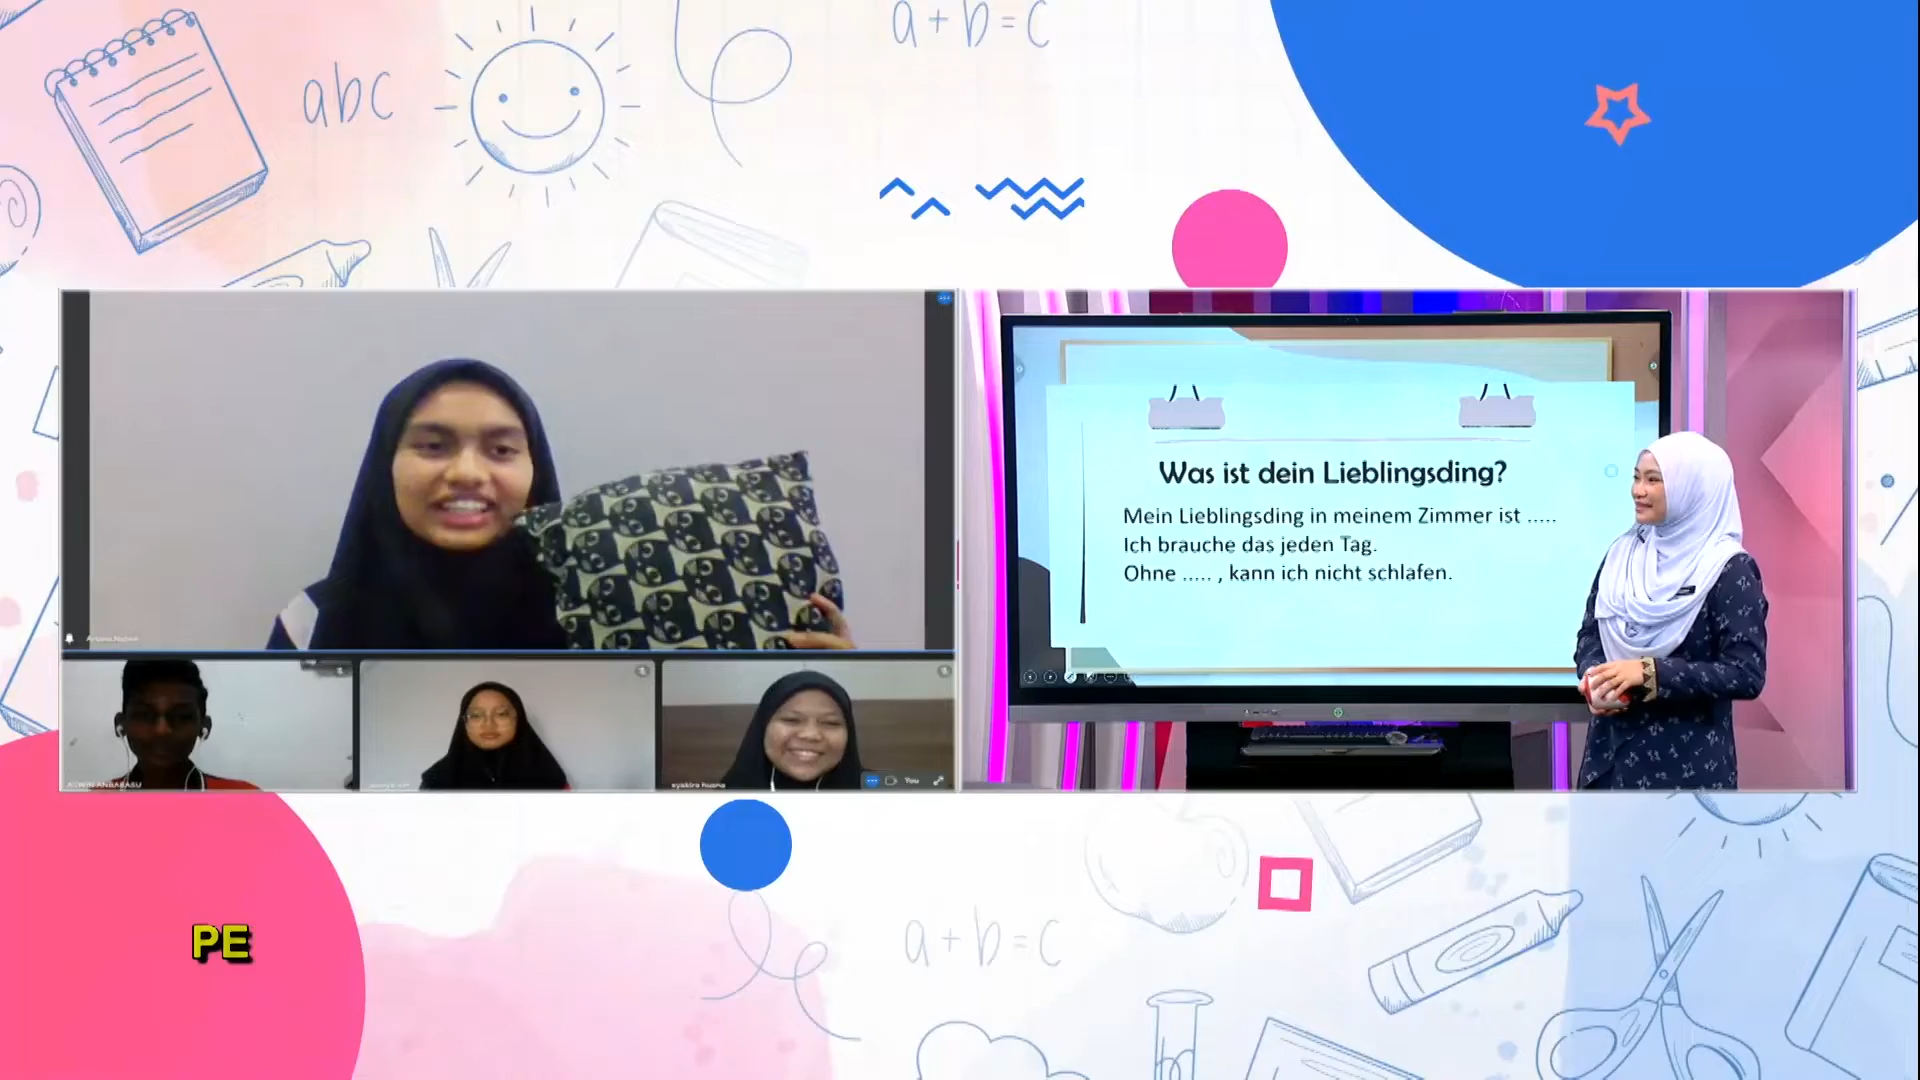 a+b=c
abc
Was ist dein Lieblingsding?
Mein Lieblingsding in meinem Zimmer ist .....
Ich brauche das jeden Tag.
Ohne ..... , kann ich nicht schlafen.
You
a+b=c
PE